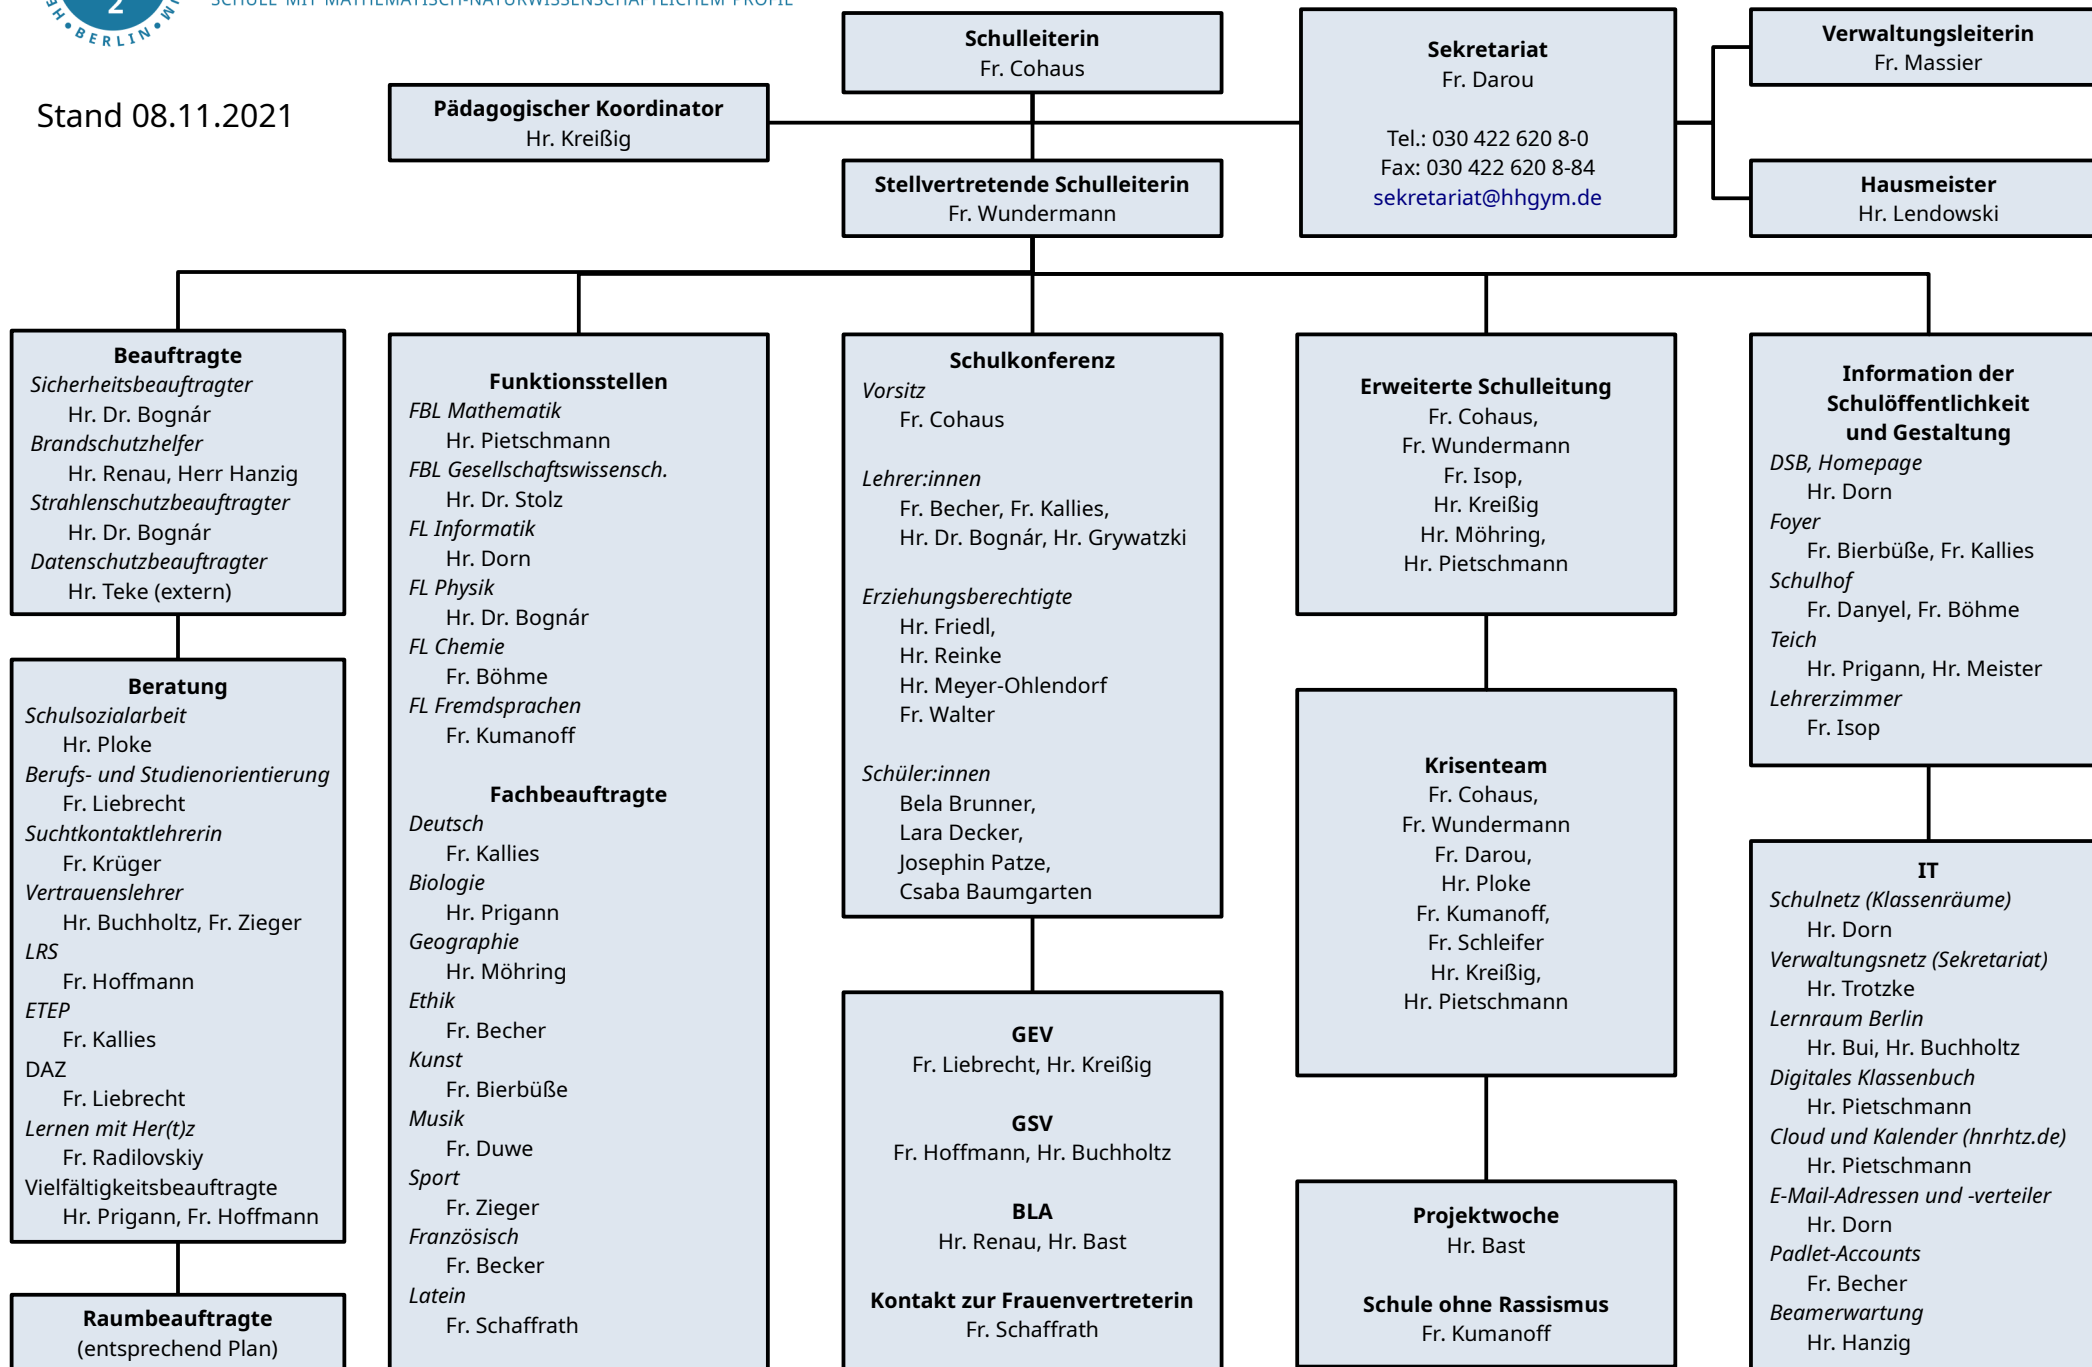 2
BERLIN
SCHULE MIT MATHEMATISCH-NATURWISSENSCHAFTLICHEM PROFIL
Stand 08.11.2021
Schulleiterin
Fr. Cohaus
Pädagogischer Koordinator
Hr. Kreißig
Stellvertretende Schulleiterin
Fr. Wundermann
Sekretariat
Fr. Darou
Tel.: 030 422 620 8-0
Fax: 030 422 620 8-84
sekretariat@hhgym.de
Verwaltungsleiterin
Fr. Massier
Hausmeister
Hr. Lendowski
Beauftragte
Sicherheitsbeauftragter
Hr. Dr. Bognár
Brandschutzhelfer
Hr. Renau, Herr Hanzig
Strahlenschutzbeauftragter
Hr. Dr. Bognár
Datenschutzbeauftragter
Hr. Teke (extern)
Beratung
Schulsozialarbeit
Hr. Ploke
Berufs- und Studienorientierung
Fr. Liebrecht
Suchtkontaktlehrerin
Fr. Krüger
Vertrauenslehrer
Hr. Buchholtz, Fr. Zieger
LRS
Fr. Hoffmann
ETEP
Fr. Kallies
DAZ
Fr. Liebrecht
Lernen mit Her(t)z
Fr. Radilovskiy
Vielfältigkeitsbeauftragte
Hr. Prigann, Fr. Hoffmann
Raumbeauftragte
(entsprechend Plan)
Funktionsstellen
FBL Mathematik
Hr. Pietschmann
FBL Gesellschaftswissensch.
Hr. Dr. Stolz
FL Informatik
Hr. Dorn
FL Physik
Hr. Dr. Bognár
FL Chemie
Fr. Böhme
FL Fremdsprachen
Fr. Kumanoff
Fachbeauftragte
Deutsch
Fr. Kallies
Biologie
Hr. Prigann
Geographie
Hr. Möhring
Ethik
Fr. Becher
Kunst
Fr. Bierbüße
Musik
Fr. Duwe
Sport
Fr. Zieger
Französisch
Fr. Becker
Latein
Fr. Schaffrath
Schulkonferenz
Vorsitz
Fr. Cohaus
Lehrer:innen
Fr. Becher, Fr. Kallies,
Hr. Dr. Bognár, Hr. Grywatzki
Erziehungsberechtigte
Hr. Friedl,
Hr. Reinke
Hr. Meyer-Ohlendorf
Fr. Walter
Schüler:innen
Bela Brunner,
Lara Decker,
Josephin Patze,
Csaba Baumgarten
GEV
Fr. Liebrecht, Hr. Kreißig
GSV
Fr. Hoffmann, Hr. Buchholtz
BLA
Hr. Renau, Hr. Bast
Kontakt zur Frauenvertreterin
Fr. Schaffrath
Erweiterte Schulleitung
Fr. Cohaus,
Fr. Wundermann
Fr. Isop,
Hr. Kreißig
Hr. Möhring,
Hr. Pietschmann
Krisenteam
Fr. Cohaus,
Fr. Wundermann
Fr. Darou,
Hr. Ploke
Fr. Kumanoff,
Fr. Schleifer
Hr. Kreißig,
Hr. Pietschmann
Projektwoche
Hr. Bast
Schule ohne Rassismus
Fr. Kumanoff
Information der
Schulöffentlichkeit
und Gestaltung
DSB, Homepage
Hr. Dorn
Foyer
Fr. Bierbüße, Fr. Kallies
Schulhof
Fr. Danyel, Fr. Böhme
Teich
Hr. Prigann, Hr. Meister
Lehrerzimmer
Fr. Isop
IT
Schulnetz (Klassenräume)
Hr. Dorn
Verwaltungsnetz (Sekretariat)
Hr. Trotzke
Lernraum Berlin
Hr. Bui, Hr. Buchholtz
Digitales Klassenbuch
Hr. Pietschmann
Cloud und Kalender (hnrhtz.de)
Hr. Pietschmann
E-Mail-Adressen und -verteiler
Hr. Dorn
Padlet-Accounts
Fr. Becher
Beamerwartung
Hr. Hanzig